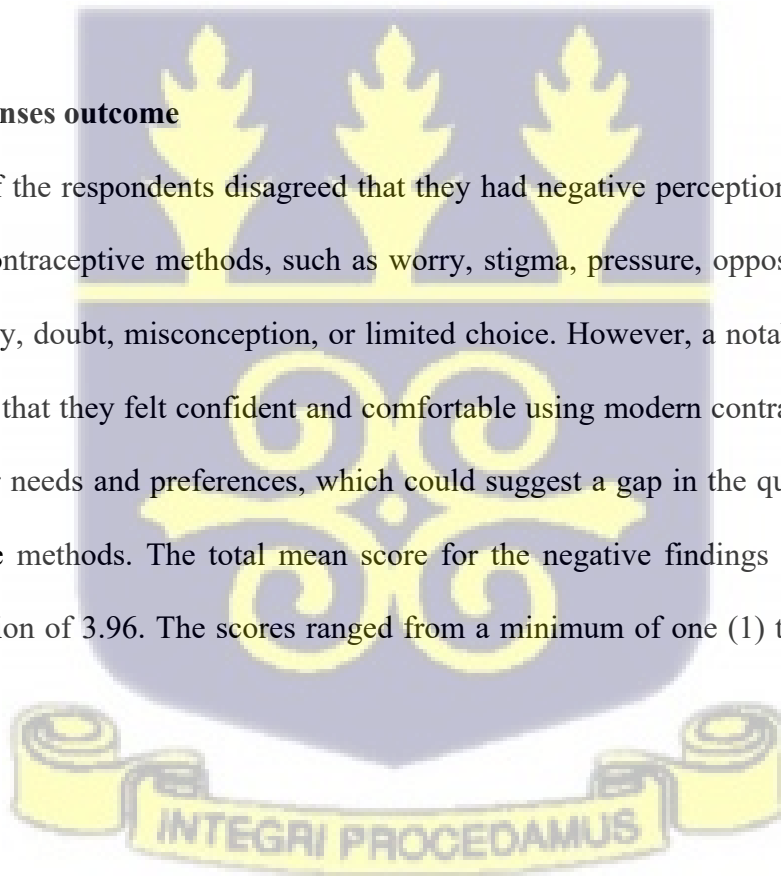 nses outcome
f the respondents disagreed that they had negative perception
ontraceptive methods, such as worry, stigma, pressure, oppos
y, doubt, misconception, or limited choice. However, a nota
that they felt confident and comfortable using modern contra
r needs and preferences, which could suggest a gap in the qu
e methods. The total mean score for the negative findings
ion of 3.96. The scores ranged from a minimum of one (1) t
INTEGRI PROCEDAMUS